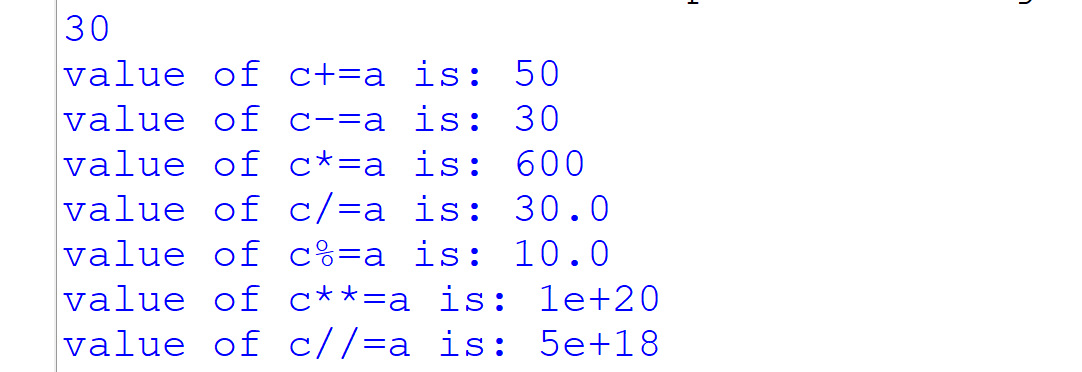 30
value of c+=a is: 50
value of c-=a is: 30
value of c*=a is: 600
value of c/=a is: 30.0
value of c%=a is: 10.0
value of c**=a is: 1e+20
value of c//=a is: 5e+18